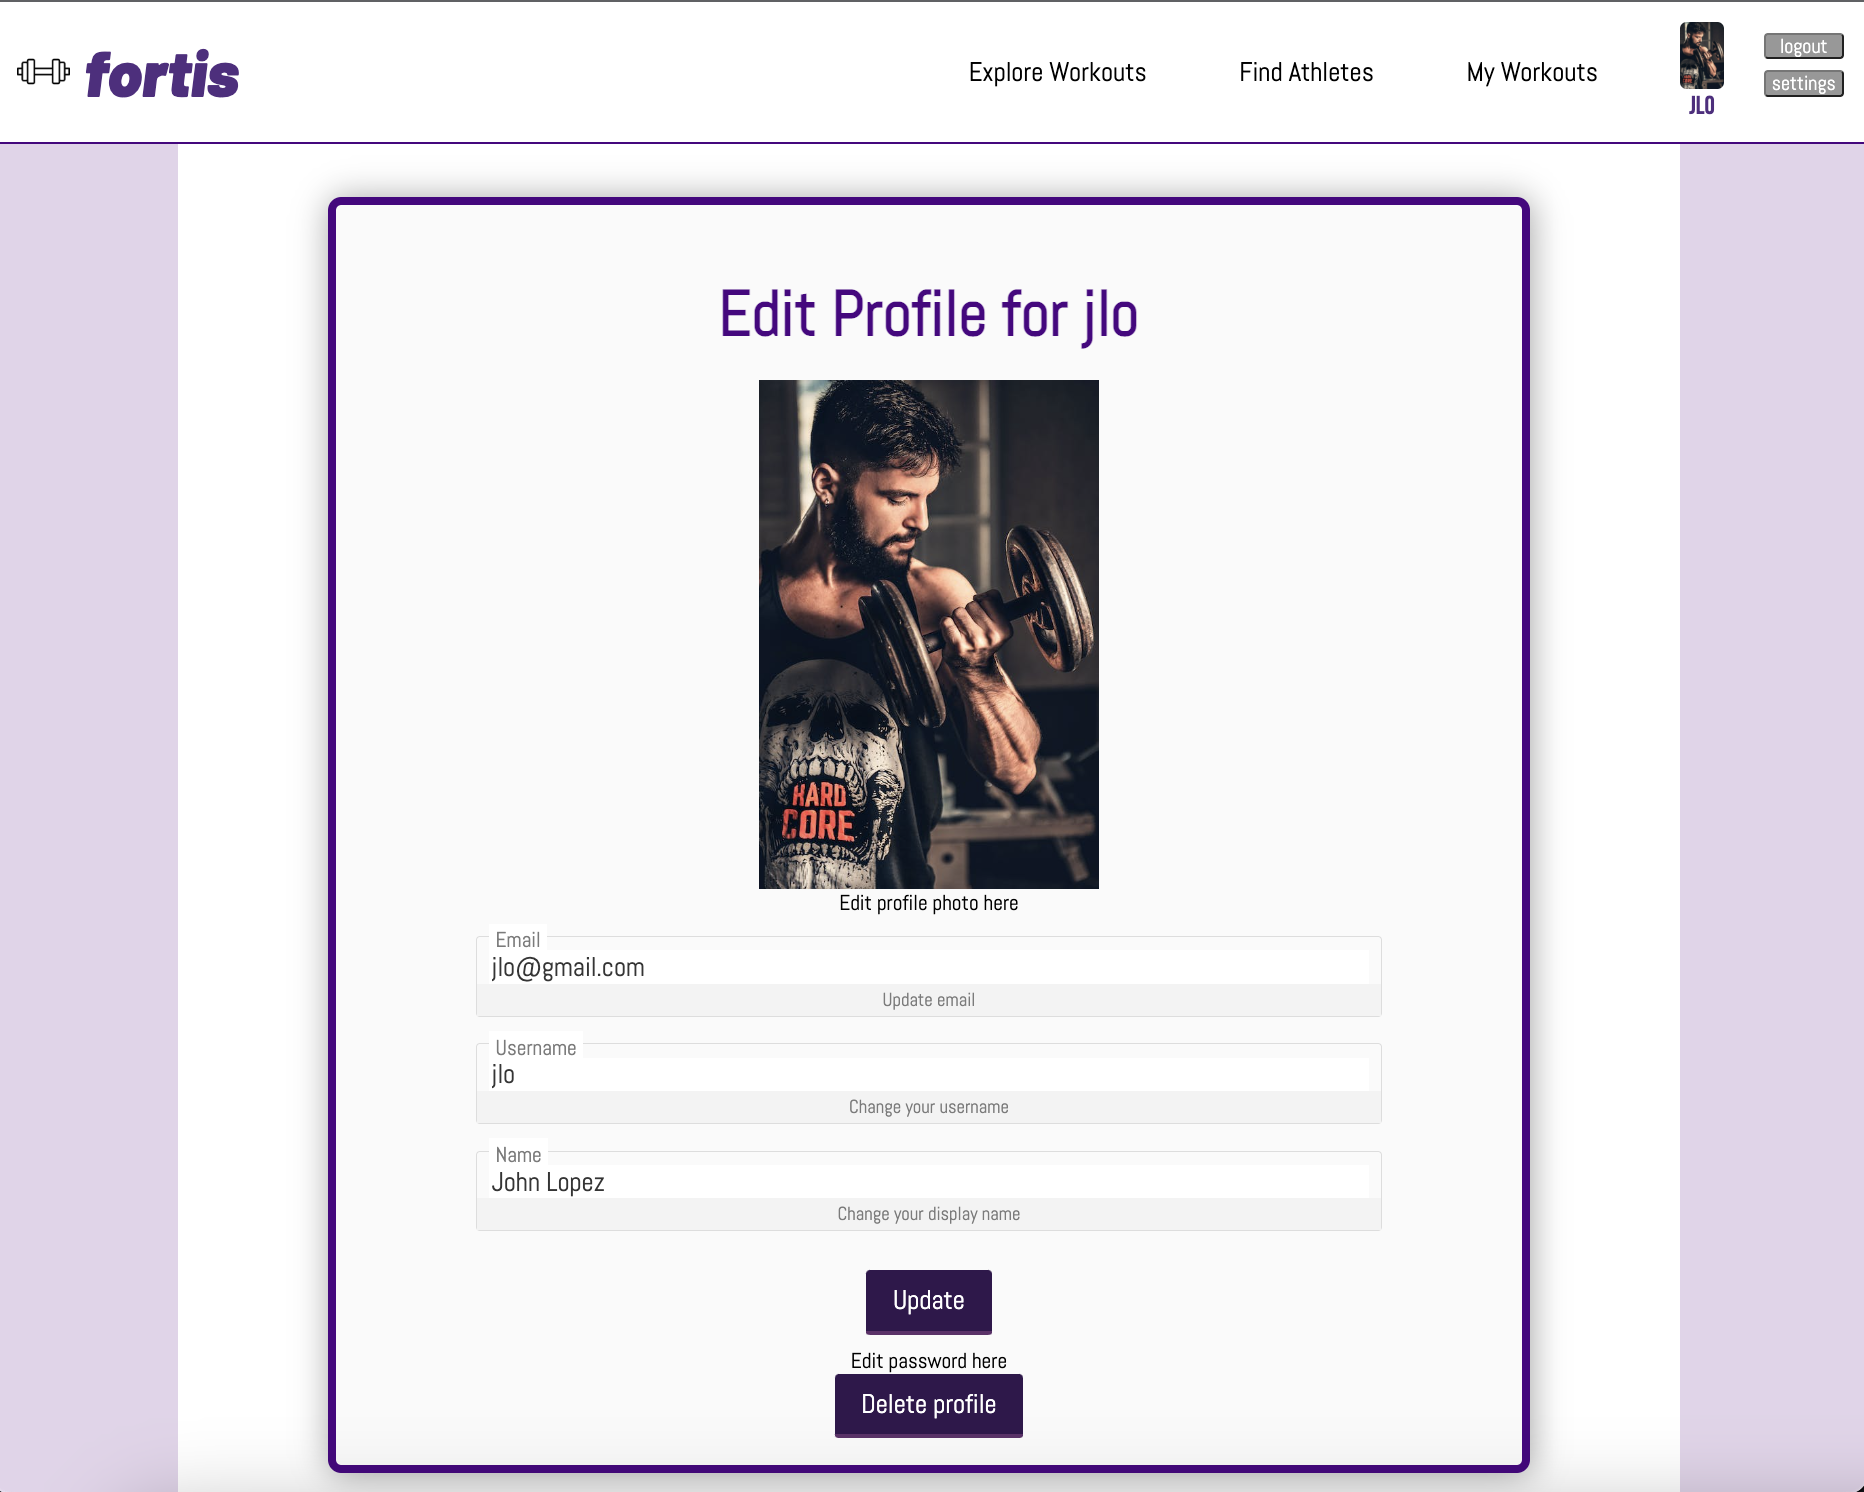 fortis
Explore Workouts
Find Athletes
My Workouts
JLO
logout
settings
Edit Profile for jlo
HARD
CORE
Edit profile photo here
Email
jlo@gmail.com
Update email
Username
jlo
Change your username
Name
John Lopez
Change your display name
Update
Edit password here
Delete profile